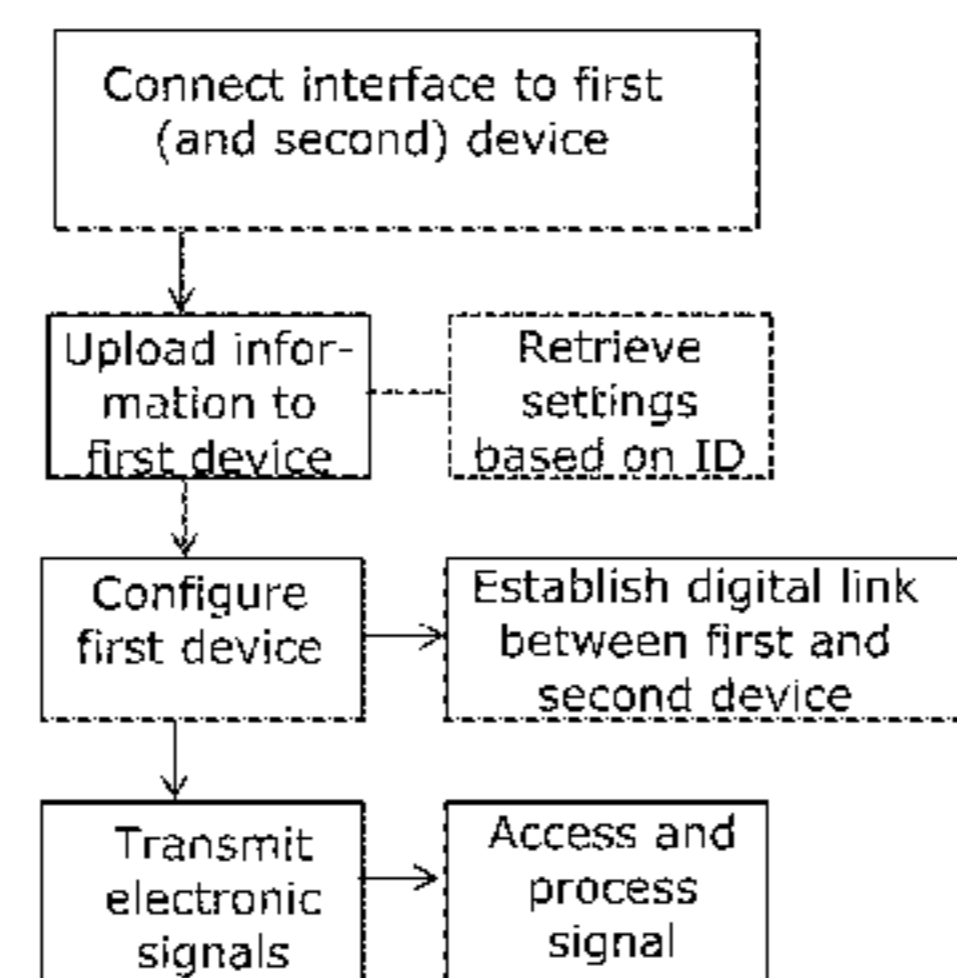 Connect interface to first
(and second) device
Upload infor-
mation to
first device
Retrieve
settings
based on ID
Configure
first device
Establish digital link
between first and
second device
Transmit
electronic
signals
Access and
process
signal